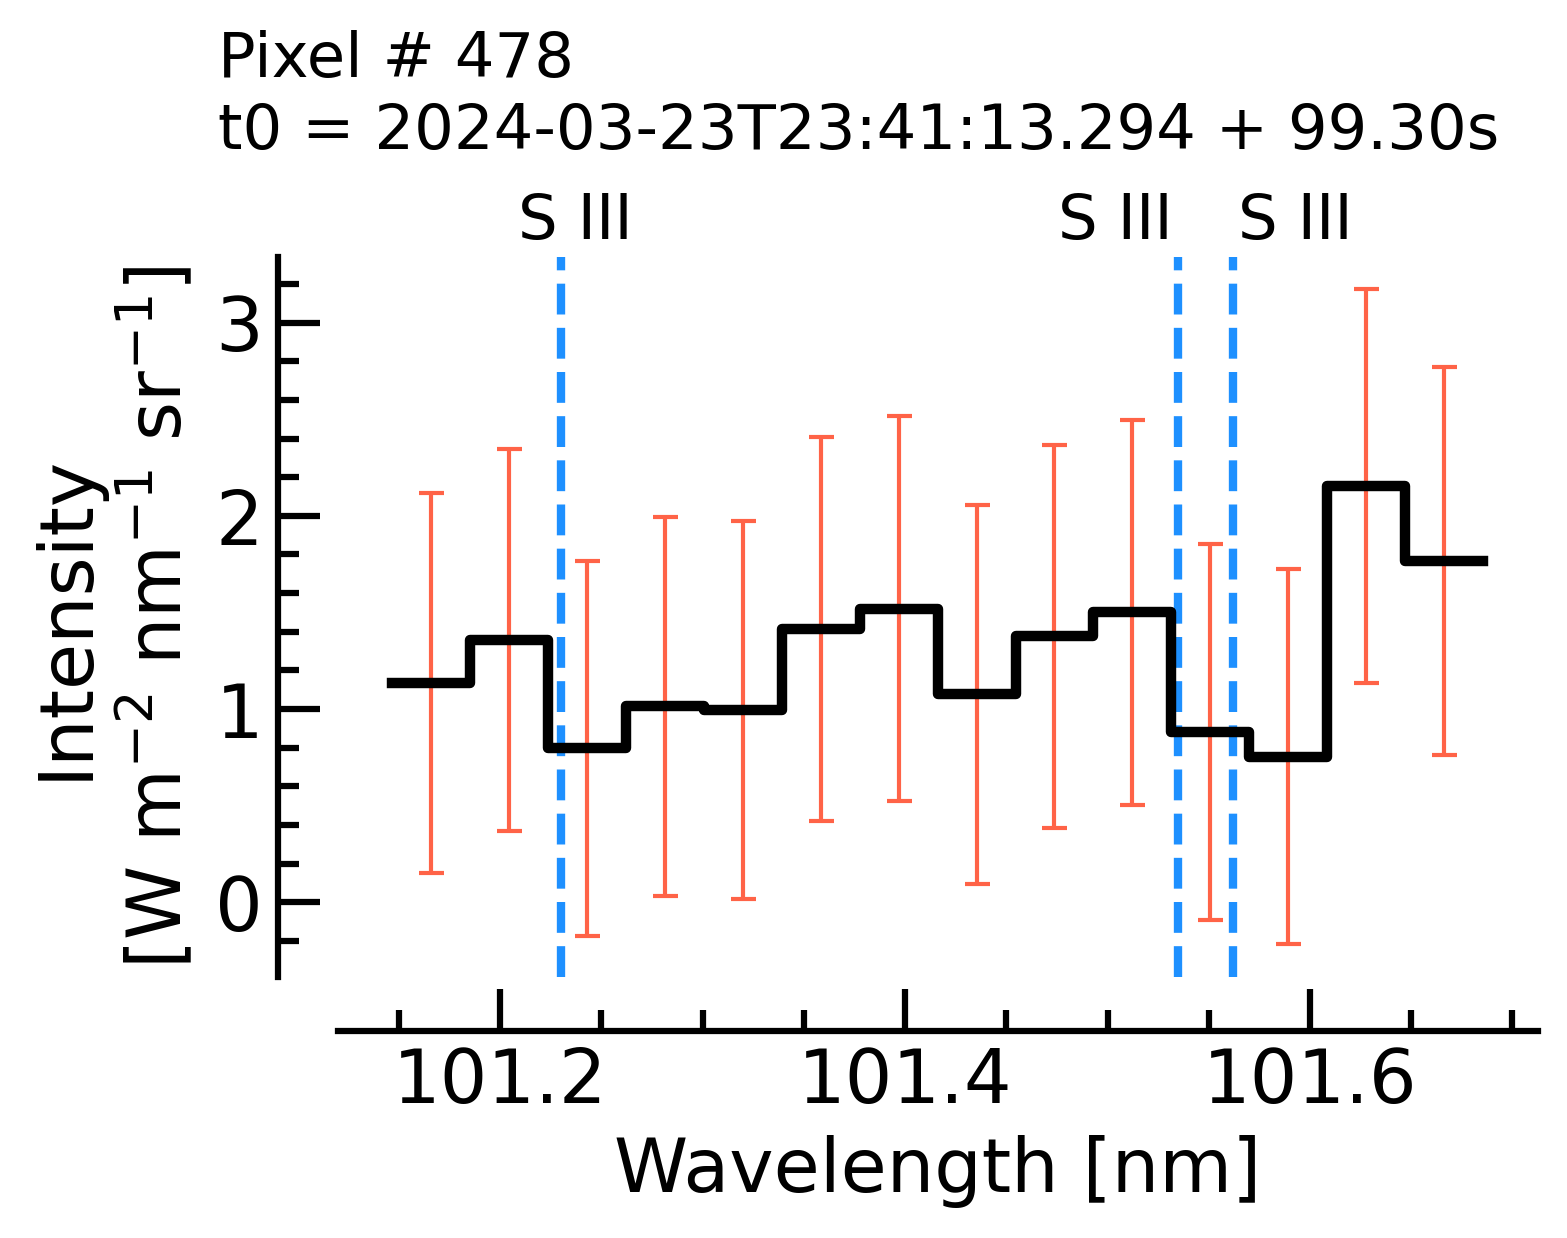 Pixel # 478
t0 = 2024-03-23T23:41:13.294 + 99.30s
S III S III S III
Intensity
[W m⁻² nm⁻¹ sr⁻¹]
3
2
1
0
101.2 101.4 101.6
Wavelength [nm]